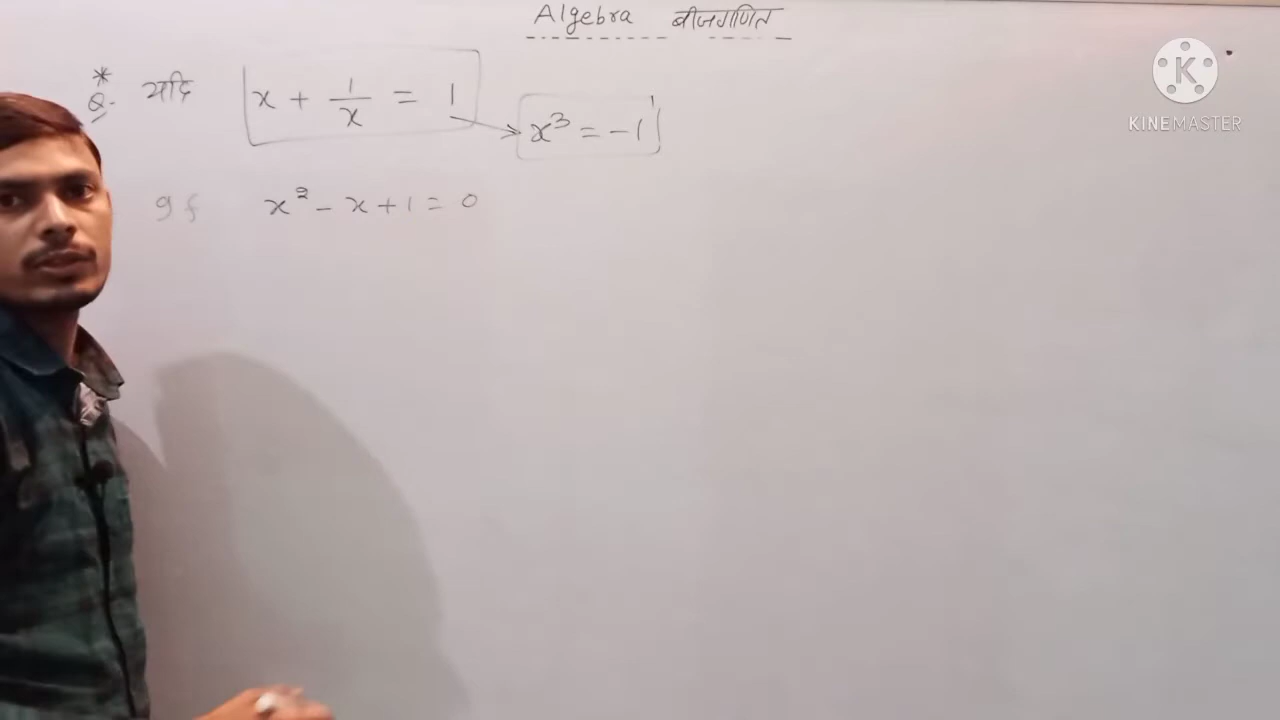 Algebra बीजगणित
* Q- यदि x + 1/x = 1 → x³ = -1
If x² - x + 1 = 0
KINEMASTER